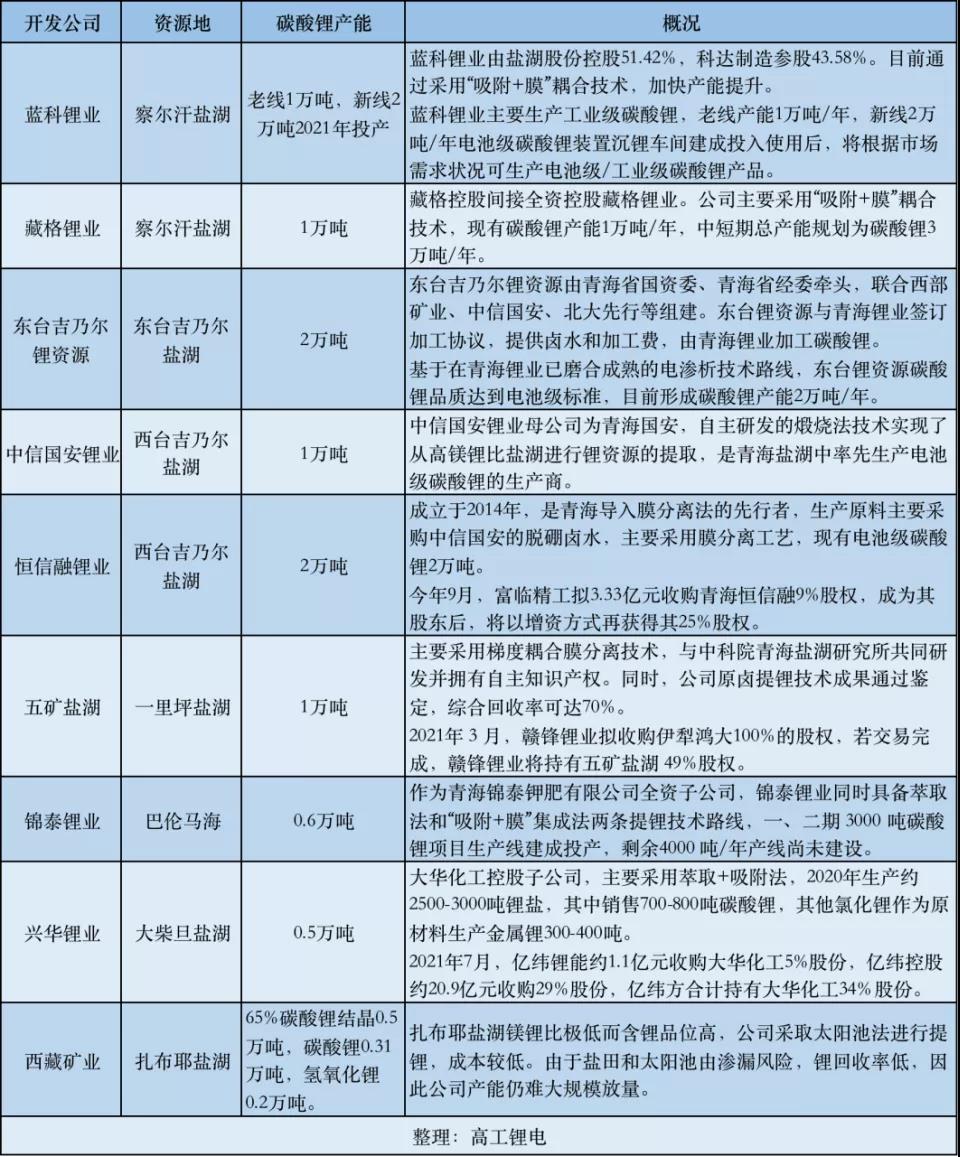 开发公司
资源地
碳酸锂产能
概况
蓝科锂业
察尔汗盐湖
老线1万吨，新线2
万吨2021年投产
蓝科锂业由盐湖股份控股51.42%，科达制造参股43.58%。目前通
过采用“吸附+膜”耦合技术，加快产能提升。
蓝科锂业主要生产工业级碳酸锂，老线产能1万吨/年，新线2万
吨/年电池级碳酸锂装置沉锂车间建成投入使用后，将根据市场
需求状况可生产电池级/工业级碳酸锂产品。
藏格锂业
察尔汗盐湖
1万吨
藏格控股间接全资控股藏格锂业。公司主要采用“吸附+膜”耦合
技术，现有碳酸锂产能1万吨/年，中短期总产能规划为碳酸锂3
万吨/年。
东台吉乃尔
锂资源
东台吉乃尔
盐湖
2万吨
东台吉乃尔锂资源由青海省国资委、青海省经委牵头，联合西部
矿业、中信国安、北大先行等组建。东台锂资源与青海锂业签订
加工协议，提供卤水和加工费，由青海锂业加工碳酸锂。
基于在青海锂业已磨合成熟的电渗析技术路线，东台锂资源碳酸
锂品质达到电池级标准，目前形成碳酸锂产能2万吨/年。
中信国安锂业
西台吉乃尔
盐湖
1万吨
中信国安锂业母公司为青海国安，自主研发的煅烧法技术实现了
从高镁锂比盐湖进行锂资源的提取，是青海盐湖中率先生产电池
级碳酸锂的生产商。
恒信融锂业
西台吉乃尔
盐湖
2万吨
成立于2014年，是青海导入膜分离法的先行者，生产原料主要采
购中信国安的脱硼卤水，主要采用膜分离工艺，现有电池级碳酸
锂2万吨。
今年9月，富临精工拟3.33亿元收购青海恒信融9%股权，成为其
股东后，将以增资方式再获得其25%股权。
五矿盐湖
一里坪盐湖
1万吨
主要采用梯度耦合膜分离技术，与中科院青海盐湖研究所共同研
发并拥有自主知识产权。同时，公司原卤提锂技术成果通过鉴
定，综合回收率可达70%。
2021年 3 月，赣锋锂业拟收购伊犁鸿大100%的股权，若交易完
成，赣锋锂业将持有五矿盐湖 49%股权。
锦泰锂业
巴伦马海
0.6万吨
作为青海锦泰钾肥有限公司全资子公司，锦泰锂业同时具备萃取
法和“吸附+膜”集成法两条提锂技术路线，一、二期 3000 吨碳酸
锂项目生产线建成投产，剩余4000 吨/年产线尚未建设。
兴华锂业
大柴旦盐湖
0.5万吨
大华化工控股子公司，主要采用萃取+吸附法，2020年生产约
2500-3000吨锂盐，其中销售700-800吨碳酸锂，其他氯化锂作为原
材料生产金属锂300-400吨。
2021年7月，亿纬锂能约1.1亿元收购大华化工5%股份，亿纬控股
约20.9亿元收购29%股份，亿纬方合计持有大华化工34%股份。
西藏矿业
扎布耶盐湖
65%碳酸锂结晶0.5
万吨，碳酸锂0.31
万吨，氢氧化锂
0.2万吨。
扎布耶盐湖镁锂比极低而含锂品位高，公司采取太阳池法进行提
锂，成本较低。由于盐田和太阳池由渗漏风险，锂回收率低，因
此公司产能仍难大规模放量。
整理：高工锂电